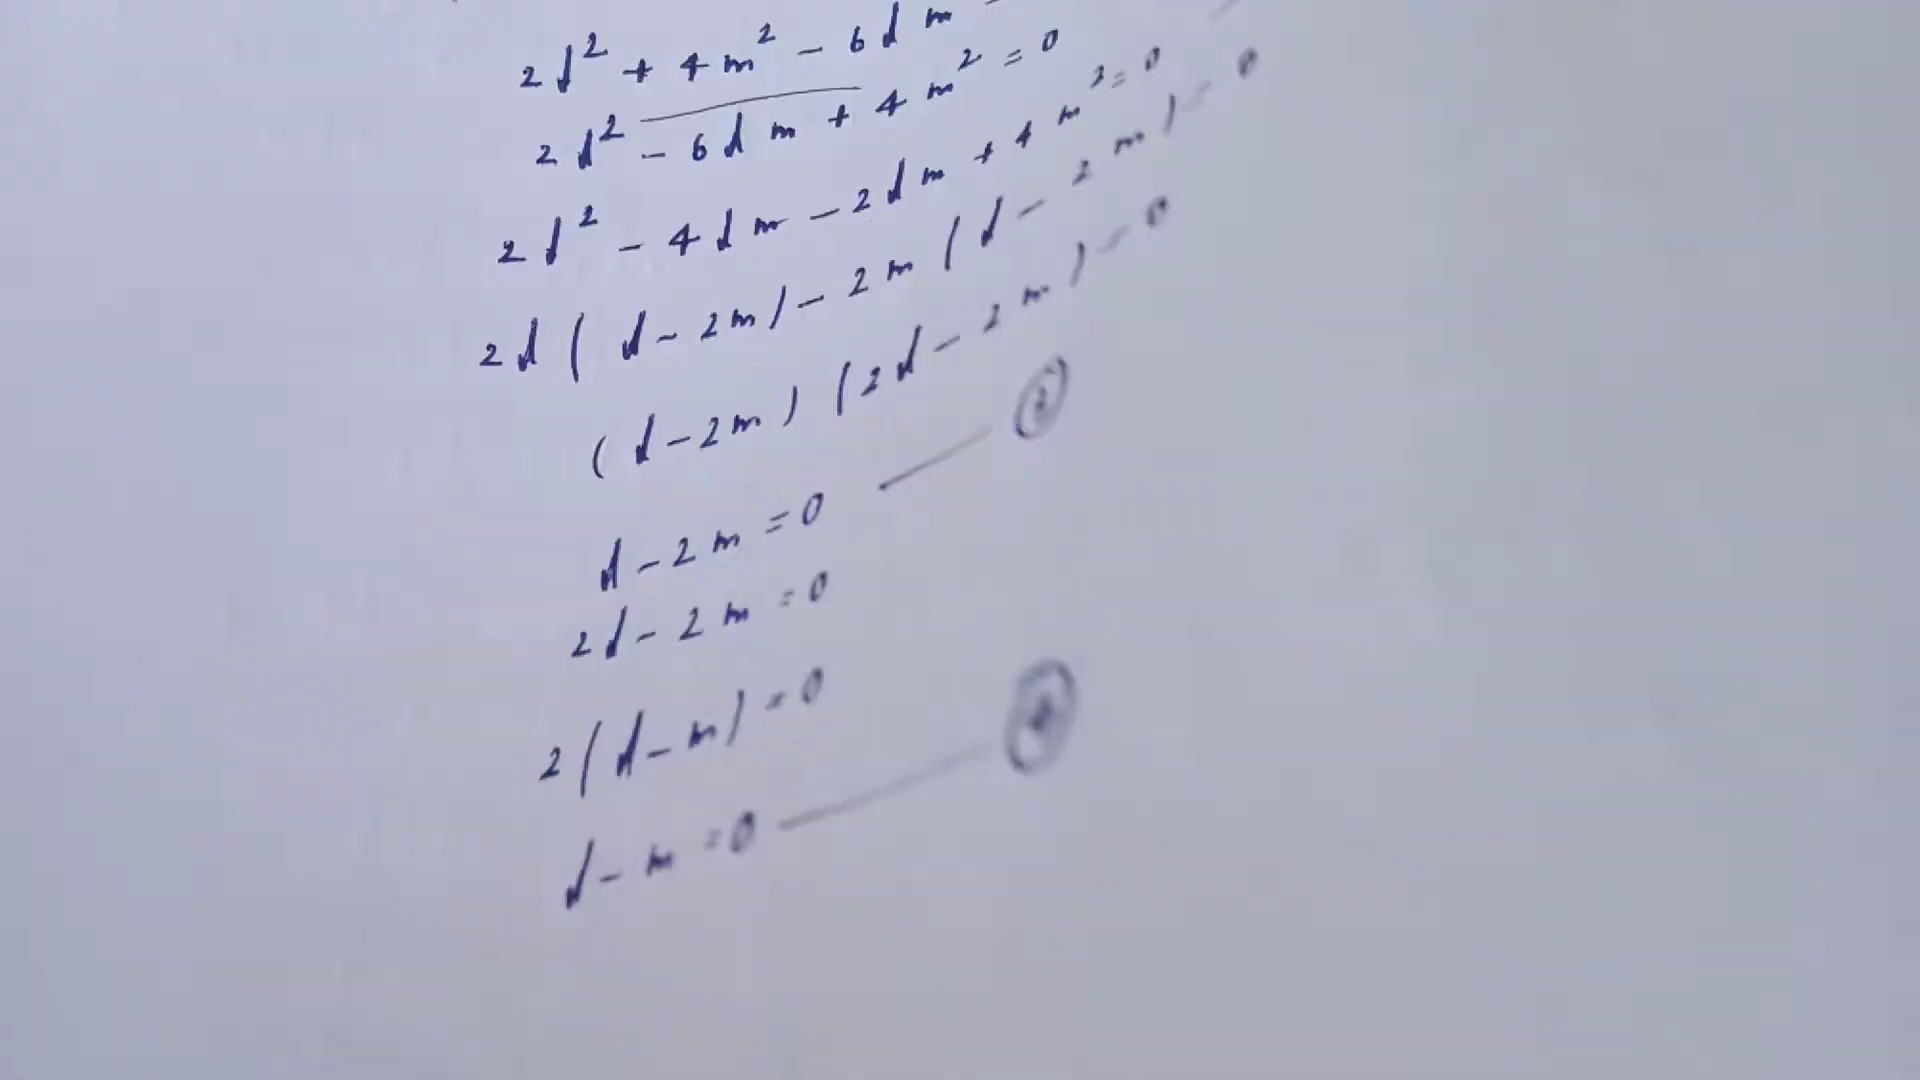 2d² + 4m² - 6dm
2d² - 6dm + 4m² = 0
2d² - 4dm - 2dm + 4m² = 0
2d(d - 2m) - 2m(d - 2m) = 0
(d - 2m)(2d - 2m) = 0
d - 2m = 0
2d - 2m = 0
2(d - m) = 0
d - m = 0